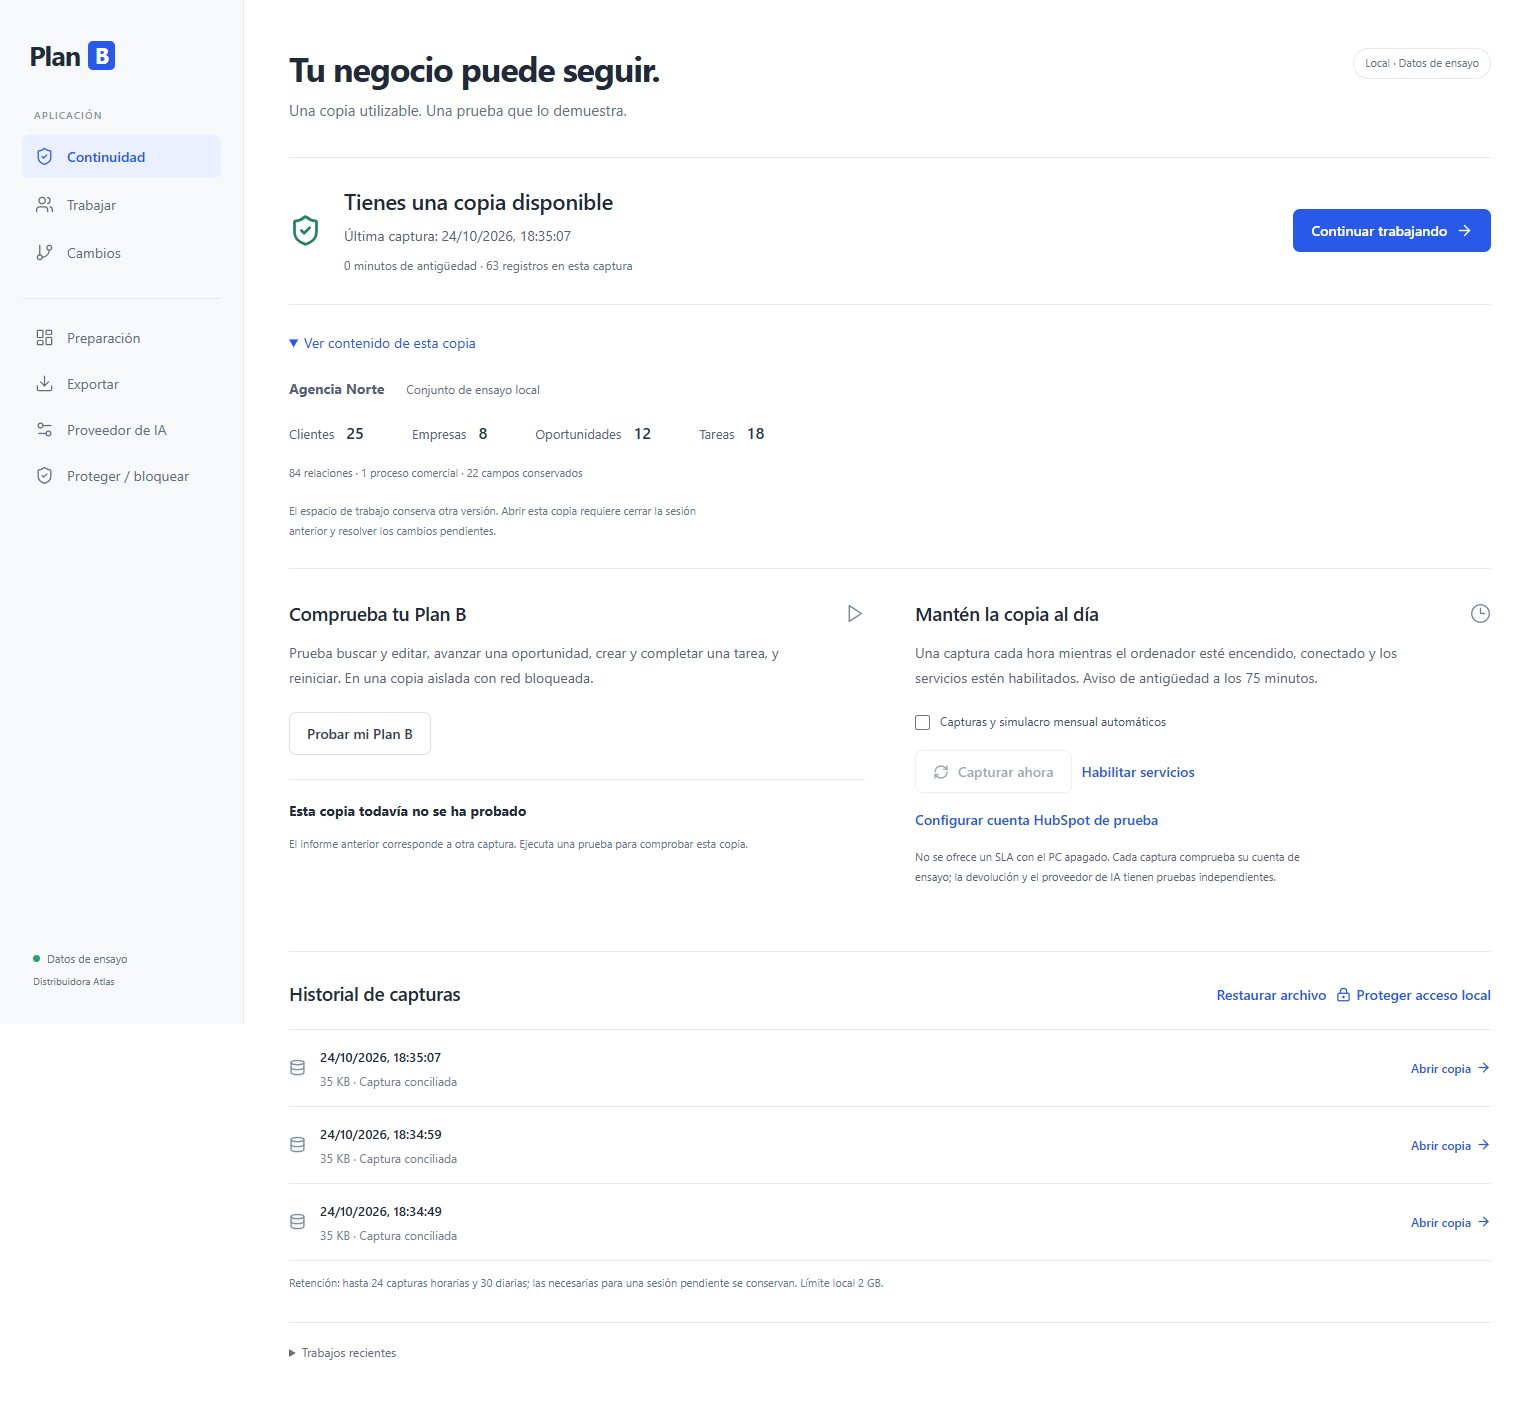 Plan B
APLICACIÓN
Continuidad
Trabajar
Cambios
Preparación
Exportar
Proveedor de IA
Proteger / bloquear
Datos de ensayo
Distribuidora Atlas
Tu negocio puede seguir.
Una copia utilizable. Una prueba que lo demuestra.
Local · Datos de ensayo
Tienes una copia disponible
Última captura: 24/10/2026, 18:35:07
0 minutos de antigüedad · 63 registros en esta captura
Continuar trabajando
Ver contenido de esta copia
Agencia Norte Conjunto de ensayo local
Clientes 25 Empresas 8 Oportunidades 12 Tareas 18
84 relaciones · 1 proceso comercial · 22 campos conservados
El espacio de trabajo conserva otra versión. Abrir esta copia requiere cerrar la sesión
anterior y resolver los cambios pendientes.
Comprueba tu Plan B
Prueba buscar y editar, avanzar una oportunidad, crear y completar una tarea, y
reiniciar. En una copia aislada con red bloqueada.
Probar mi Plan B
Esta copia todavía no se ha probado
El informe anterior corresponde a otra captura. Ejecuta una prueba para comprobar esta copia.
Mantén la copia al día
Una captura cada hora mientras el ordenador esté encendido, conectado y los
servicios estén habilitados. Aviso de antigüedad a los 75 minutos.
Capturas y simulacro mensual automáticos
Capturar ahora Habilitar servicios
Configurar cuenta HubSpot de prueba
No se ofrece un SLA con el PC apagado. Cada captura comprueba su cuenta de
ensayo; la devolución y el proveedor de IA tienen pruebas independientes.
Historial de capturas
Restaurar archivo Proteger acceso local
24/10/2026, 18:35:07
35 KB · Captura conciliada
Abrir copia
24/10/2026, 18:34:59
35 KB · Captura conciliada
Abrir copia
24/10/2026, 18:34:49
35 KB · Captura conciliada
Abrir copia
Retención: hasta 24 capturas horarias y 30 diarias; las necesarias para una sesión pendiente se conservan. Límite local 2 GB.
Trabajos recientes